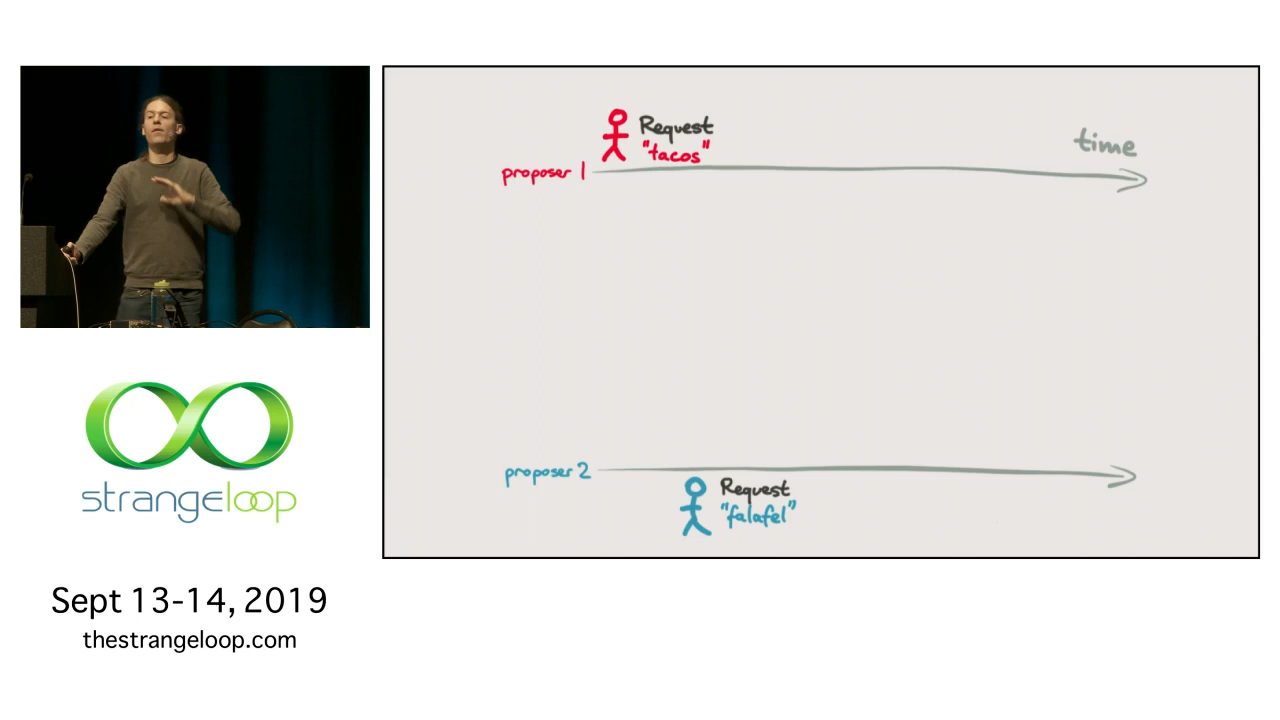 Request
"tacos"
proposer 1
time
proposer 2
Request
"falafel"
strangeloop
Sept 13-14, 2019
thestrangeloop.com